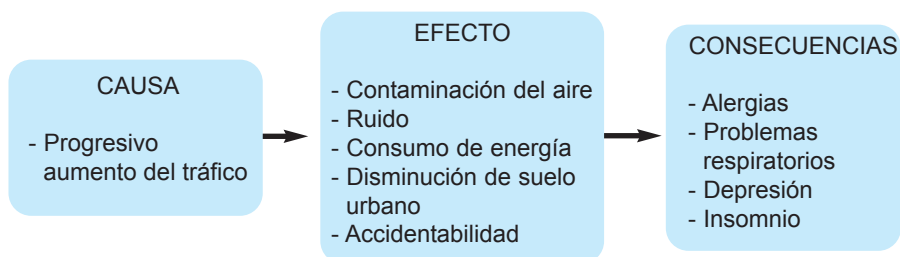 CAUSA
- Progresivo
aumento del tráfico
EFECTO
- Contaminación del aire
- Ruido
- Consumo de energía
- Disminución de suelo
urbano
- Accidentabilidad
CONSECUENCIAS
- Alergias
- Problemas
respiratorios
- Depresión
- Insomnio